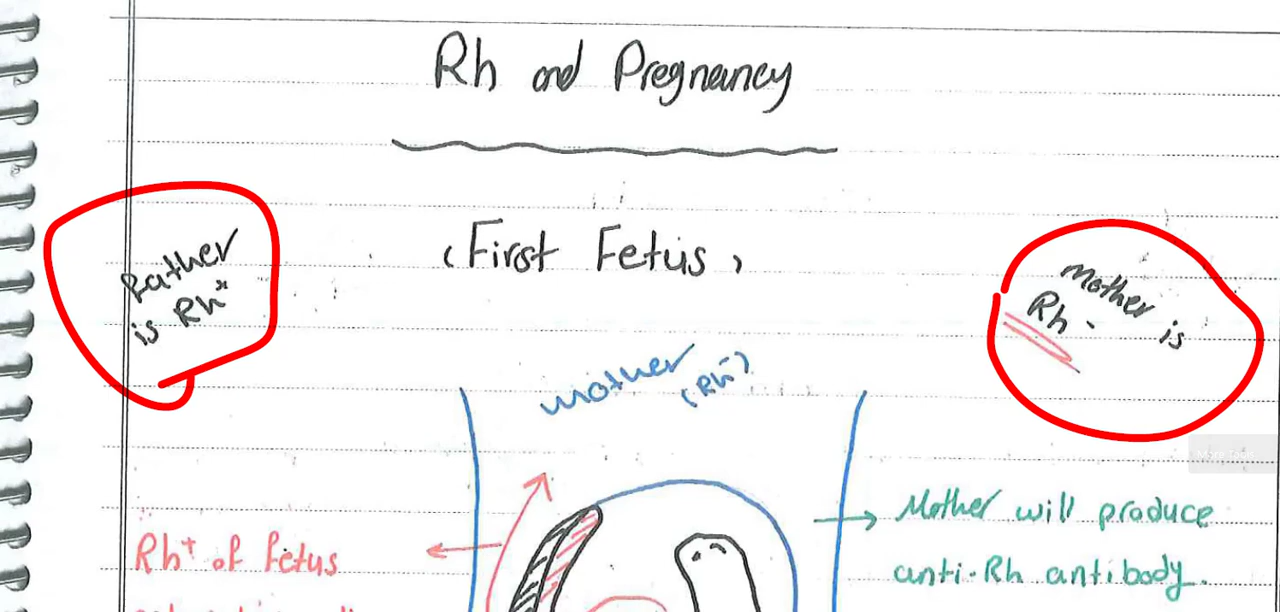 Rh and Pregnancy
(First Fetus)
Father
is Rh⁺
Mother is
Rh -
Mother
(Rh⁻)
Rh⁺ of fetus
Mother will produce
anti-Rh antibody.